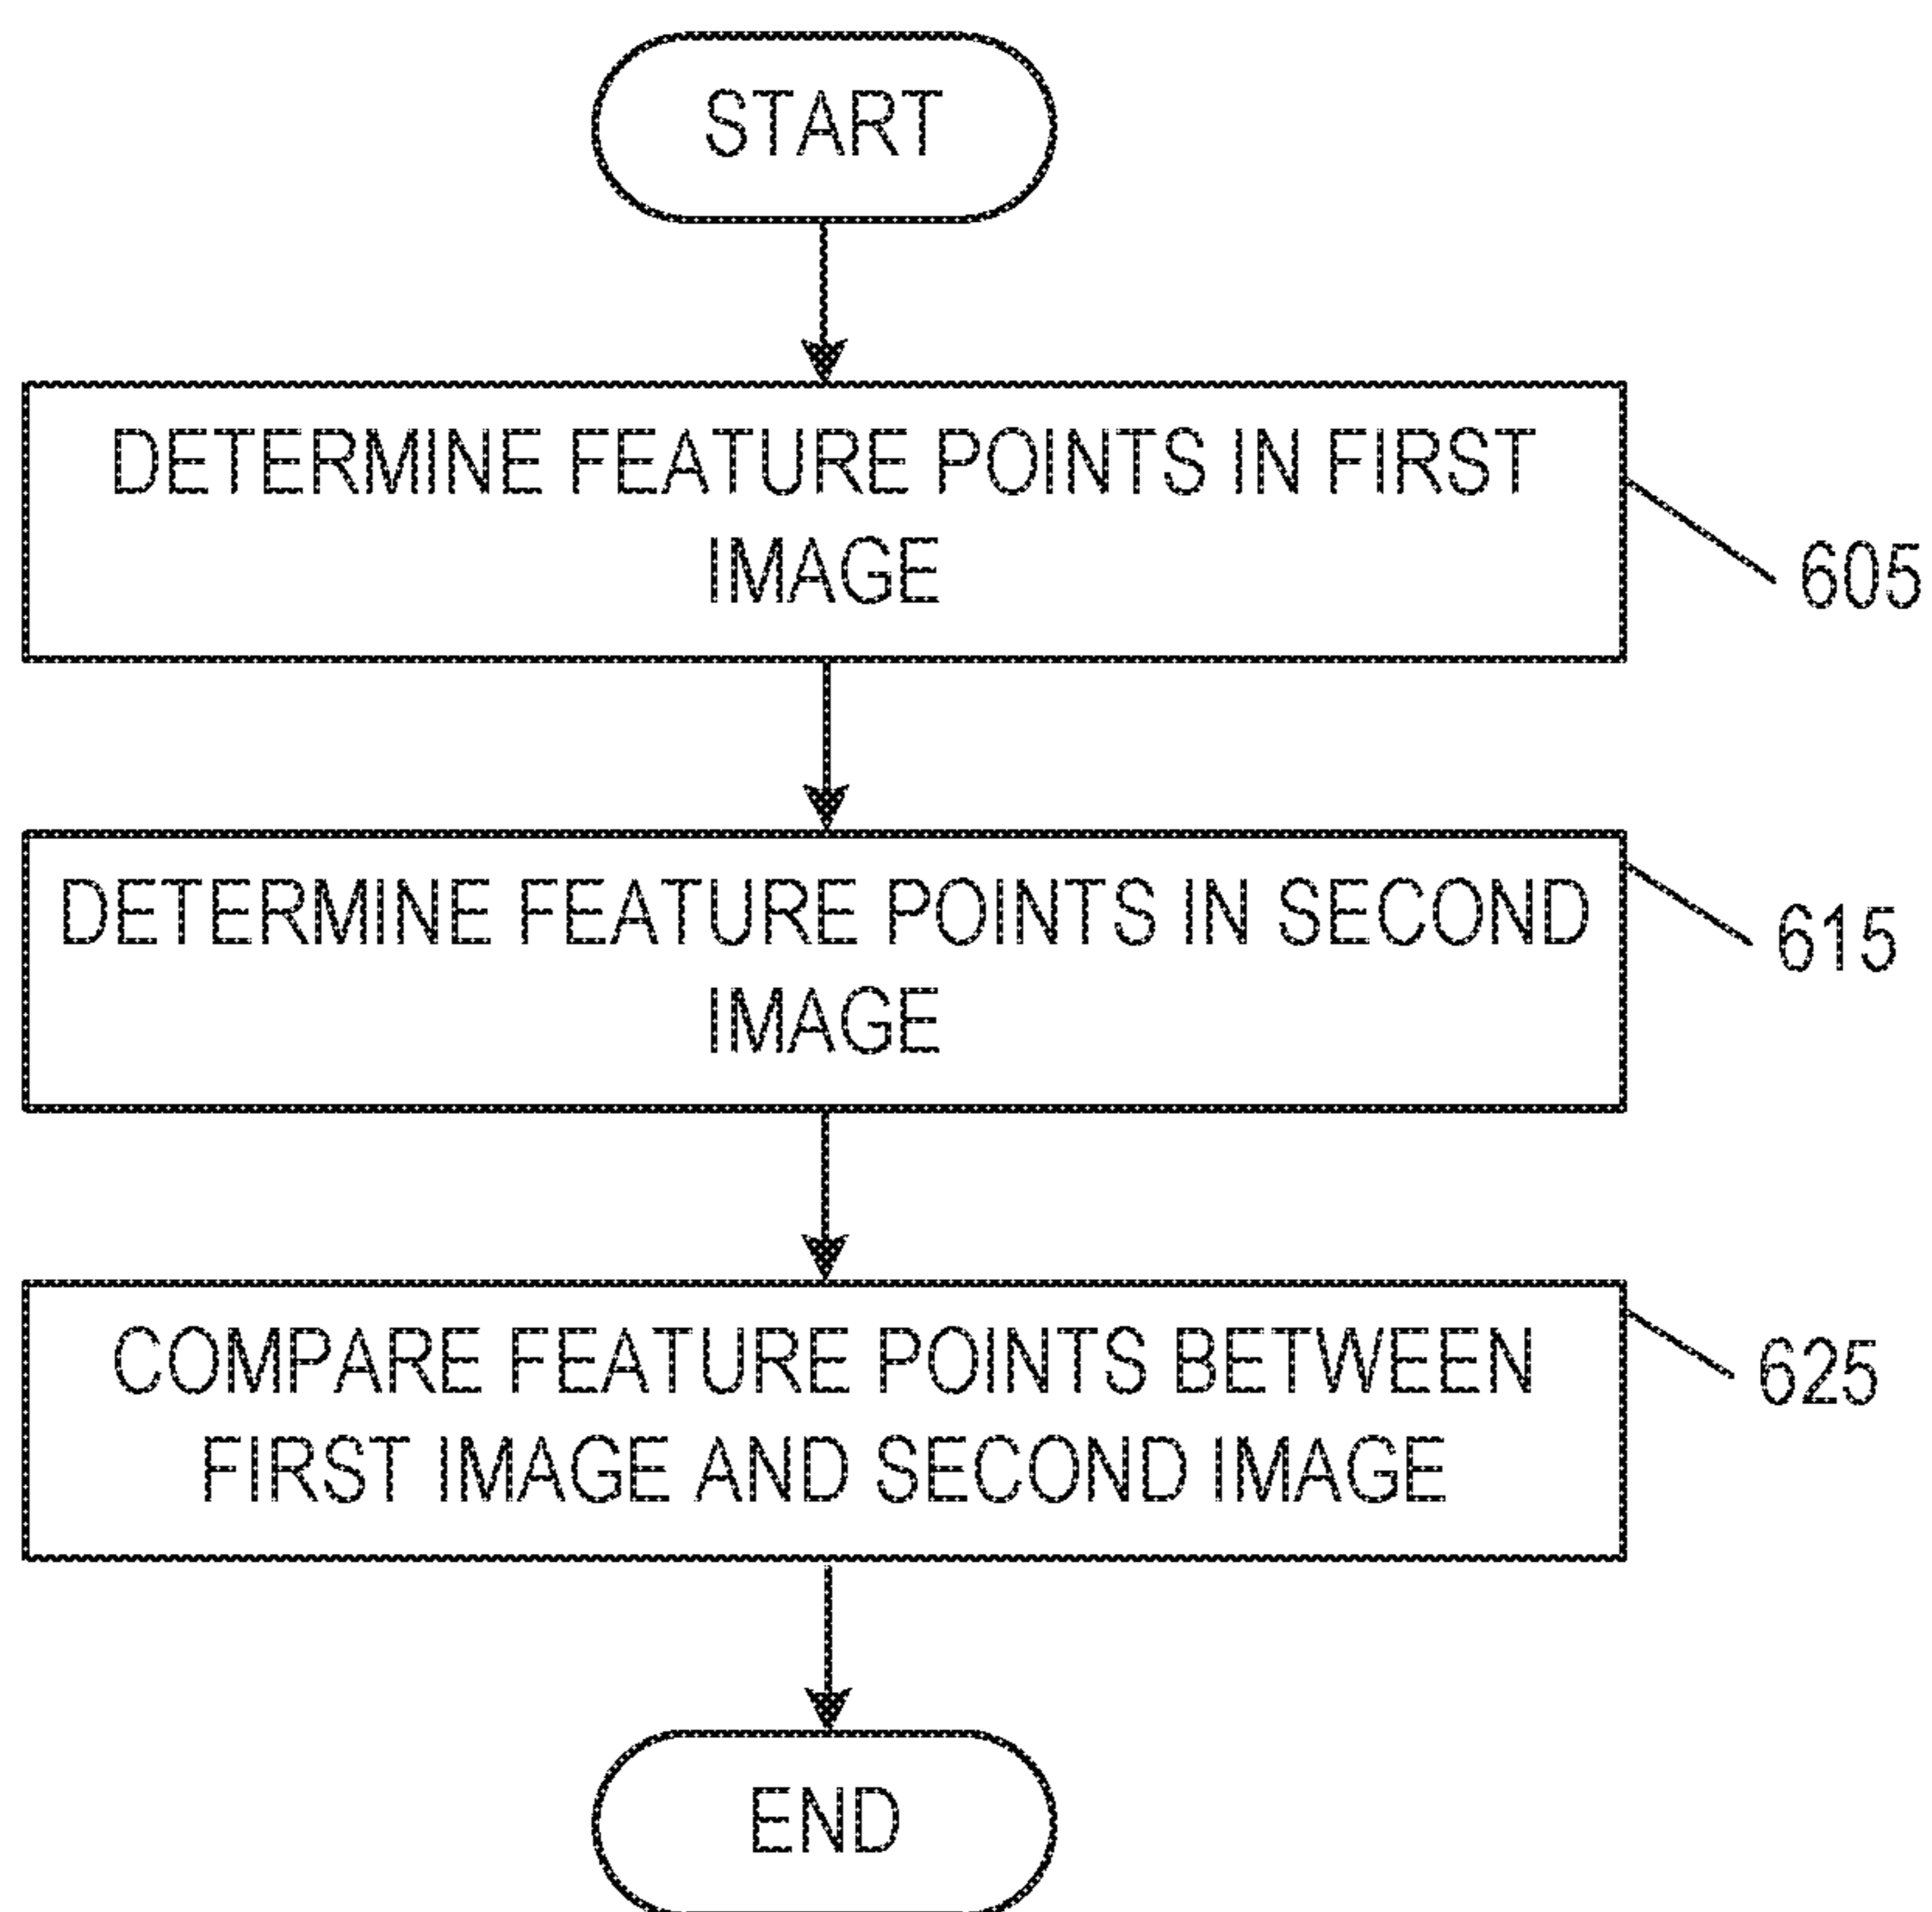 START
DETERMINE FEATURE POINTS IN FIRST
IMAGE
605
DETERMINE FEATURE POINTS IN SECOND
IMAGE
615
COMPARE FEATURE POINTS BETWEEN
FIRST IMAGE AND SECOND IMAGE
625
END